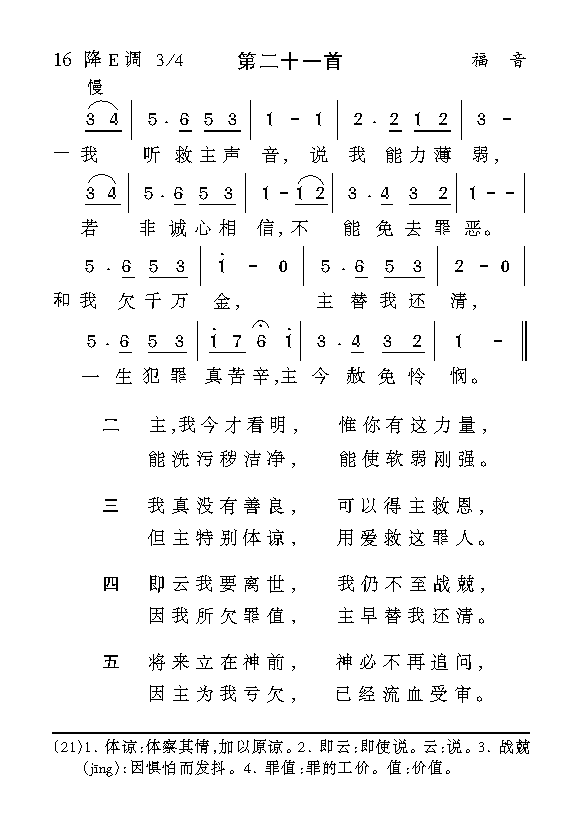 16 降E调 3/4 第二十一首 福音
慢
3 4 | 5 . 6 5 3 | 1 - 1 | 2 . 2 1 2 | 3 -
一 我 听救主声 音, 说 我 能力薄 弱,
3 4 | 5 . 6 5 3 | 1 - 1 2 | 3 . 4 3 2 | 1 - - |
若 非诚心相 信, 不 能免去罪 恶。
5 . 6 5 3 | 1 - 0 | 5 . 6 5 3 | 2 - 0 |
和 我欠千万 金, 主替我还 清,
5 . 6 5 3 | 1 7 6 1 | 3 . 4 3 2 | 1 - ‖
一生犯罪 真苦辛,主 今赦免怜 悯。
二 主,我今才看明, 惟你有这力量,
能洗污秽洁净, 能使软弱刚强。
三 我真没有善良, 可以得主救恩,
但主特别体谅, 用爱救这罪人。
四 即云我要离世, 我仍不至战兢,
因我所欠罪值, 主早替我还清。
五 将来立在神前, 神必不再追问,
因主为我亏欠, 已经流血受审。
(21)1. 体谅:体察其情,加以原谅。2. 即云:即使说。云:说。3. 战兢
(jīng):因惧怕而发抖。4. 罪值:罪的工价。值:价值。